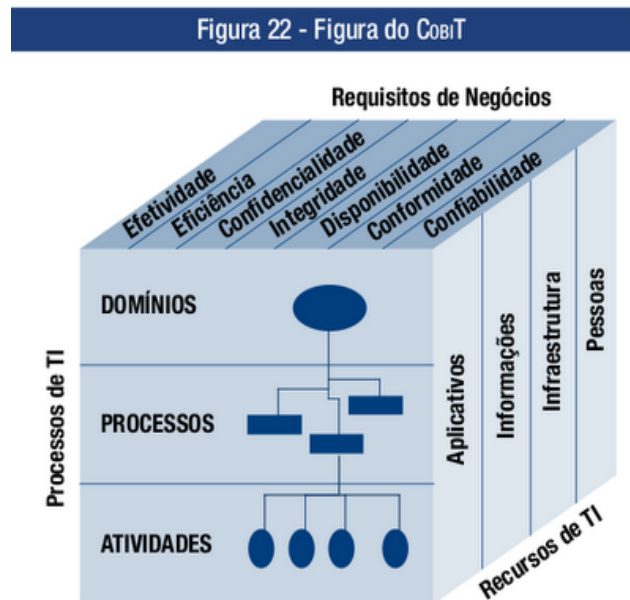 Figura 22 - Figura do COBIT
Requisitos de Negócios
Efetividade
Eficiência
Confidencialidade
Integridade
Disponibilidade
Conformidade
Confiabilidade
Processos de TI
DOMÍNIOS
PROCESSOS
ATIVIDADES
Aplicativos
Informações
Infraestrutura
Pessoas
Recursos de TI